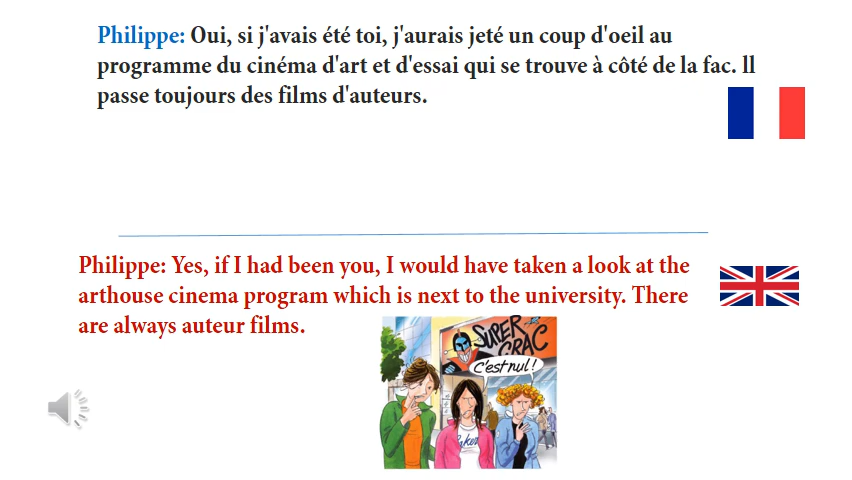 Philippe: Oui, si j'avais été toi, j'aurais jeté un coup d'oeil au
programme du cinéma d'art et d'essai qui se trouve à côté de la fac. ll
passe toujours des films d'auteurs.
Philippe: Yes, if I had been you, I would have taken a look at the
arthouse cinema program which is next to the university. There
are always auteur films.
SUPER
CRAC
C'est nul!